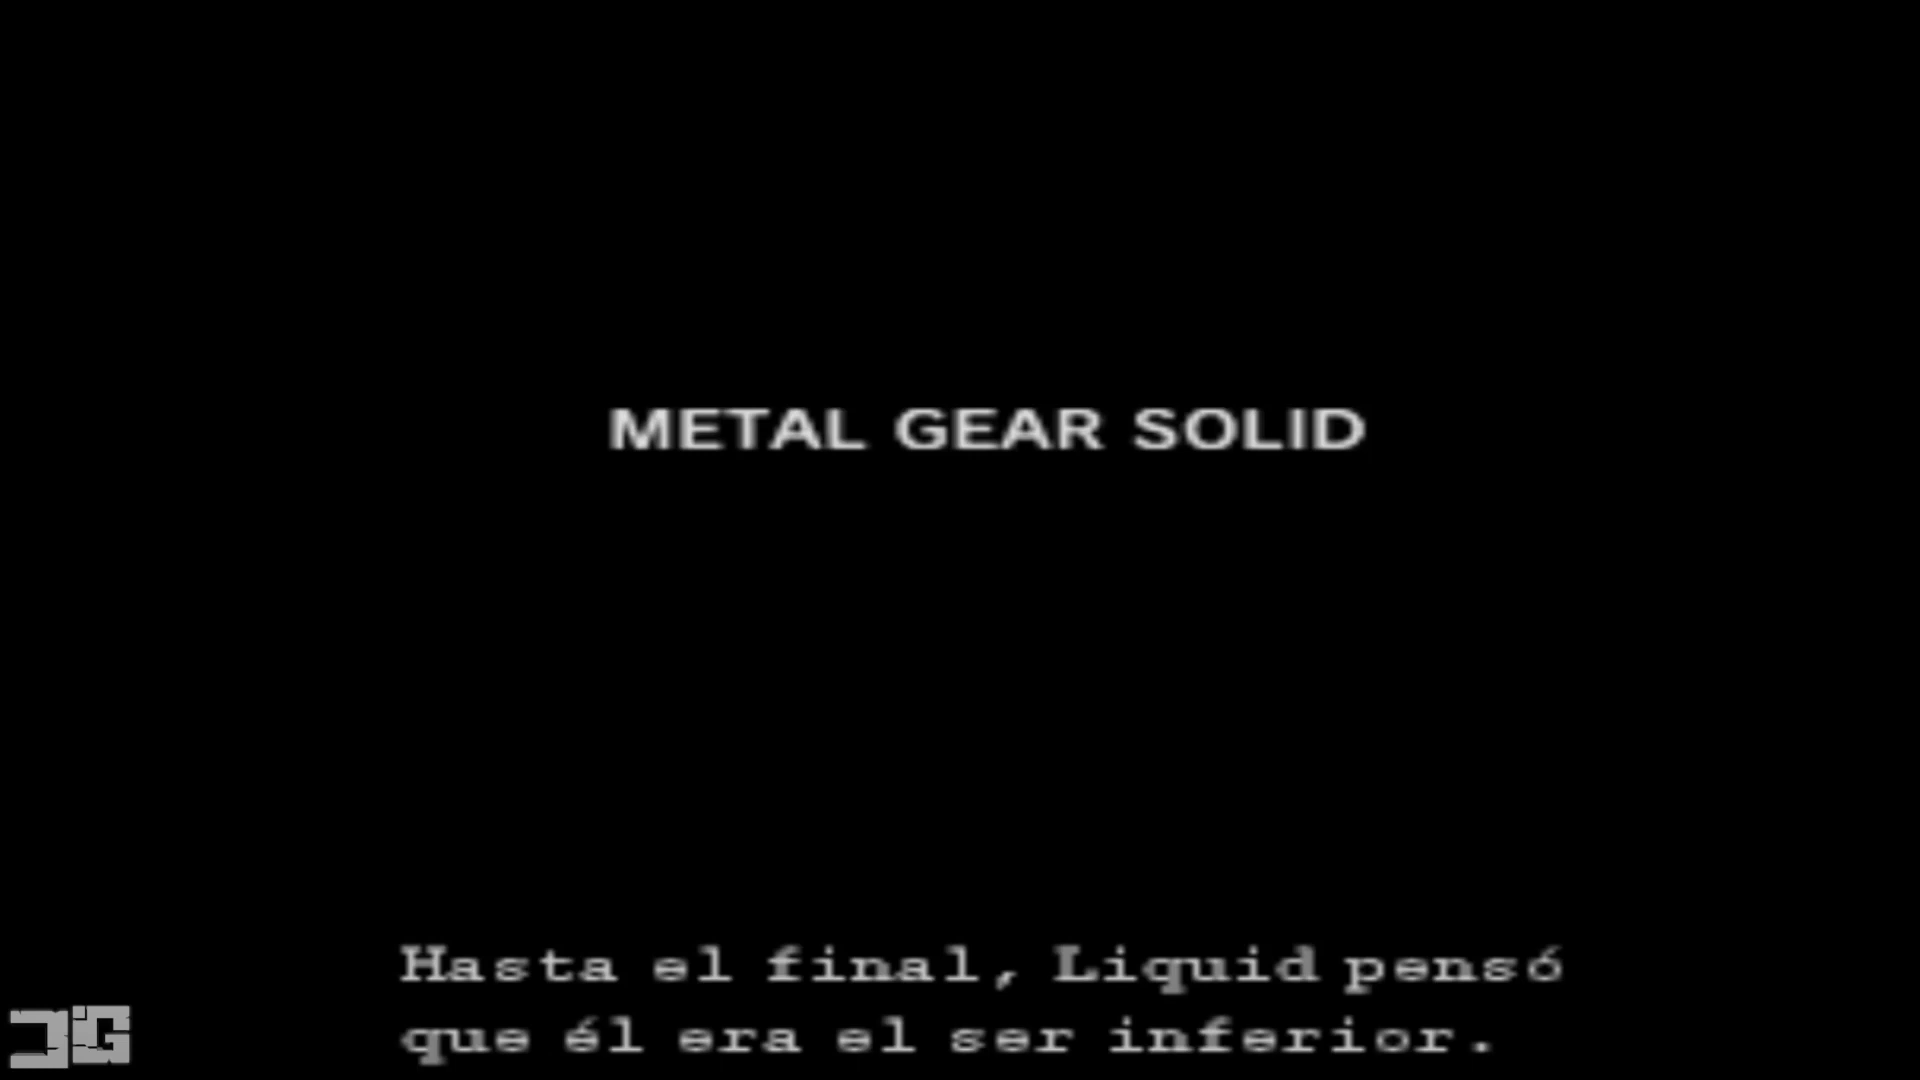 METAL GEAR SOLID
Hasta el final, Liquid pensó
que él era el ser inferior.